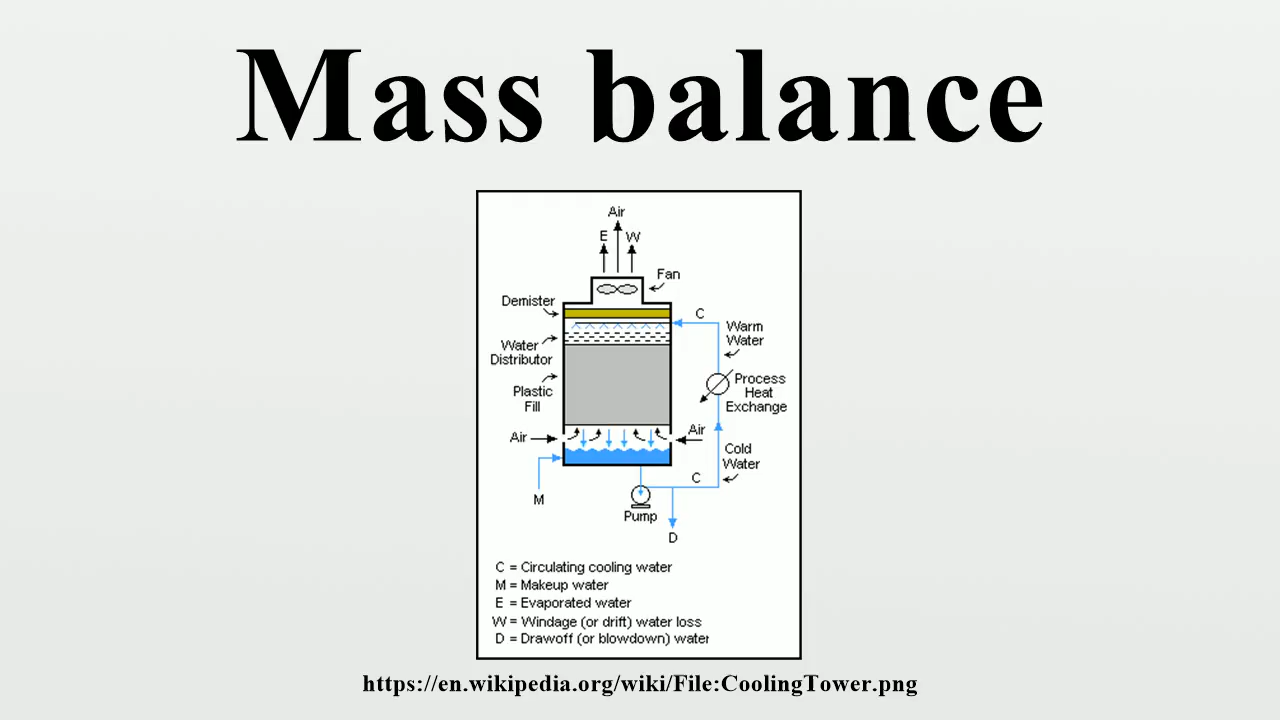 Mass balance
Air
E
W
Fan
Demister
C
Warm
Water
Water
Distributor
Process
Heat
Exchange
Plastic
Fill
Air
Air
Cold
Water
C
M
Pump
D
C = Circulating cooling water
M = Makeup water
E = Evaporated water
W = Windage (or drift) water loss
D = Drawoff (or blowdown) water
https://en.wikipedia.org/wiki/File:CoolingTower.png